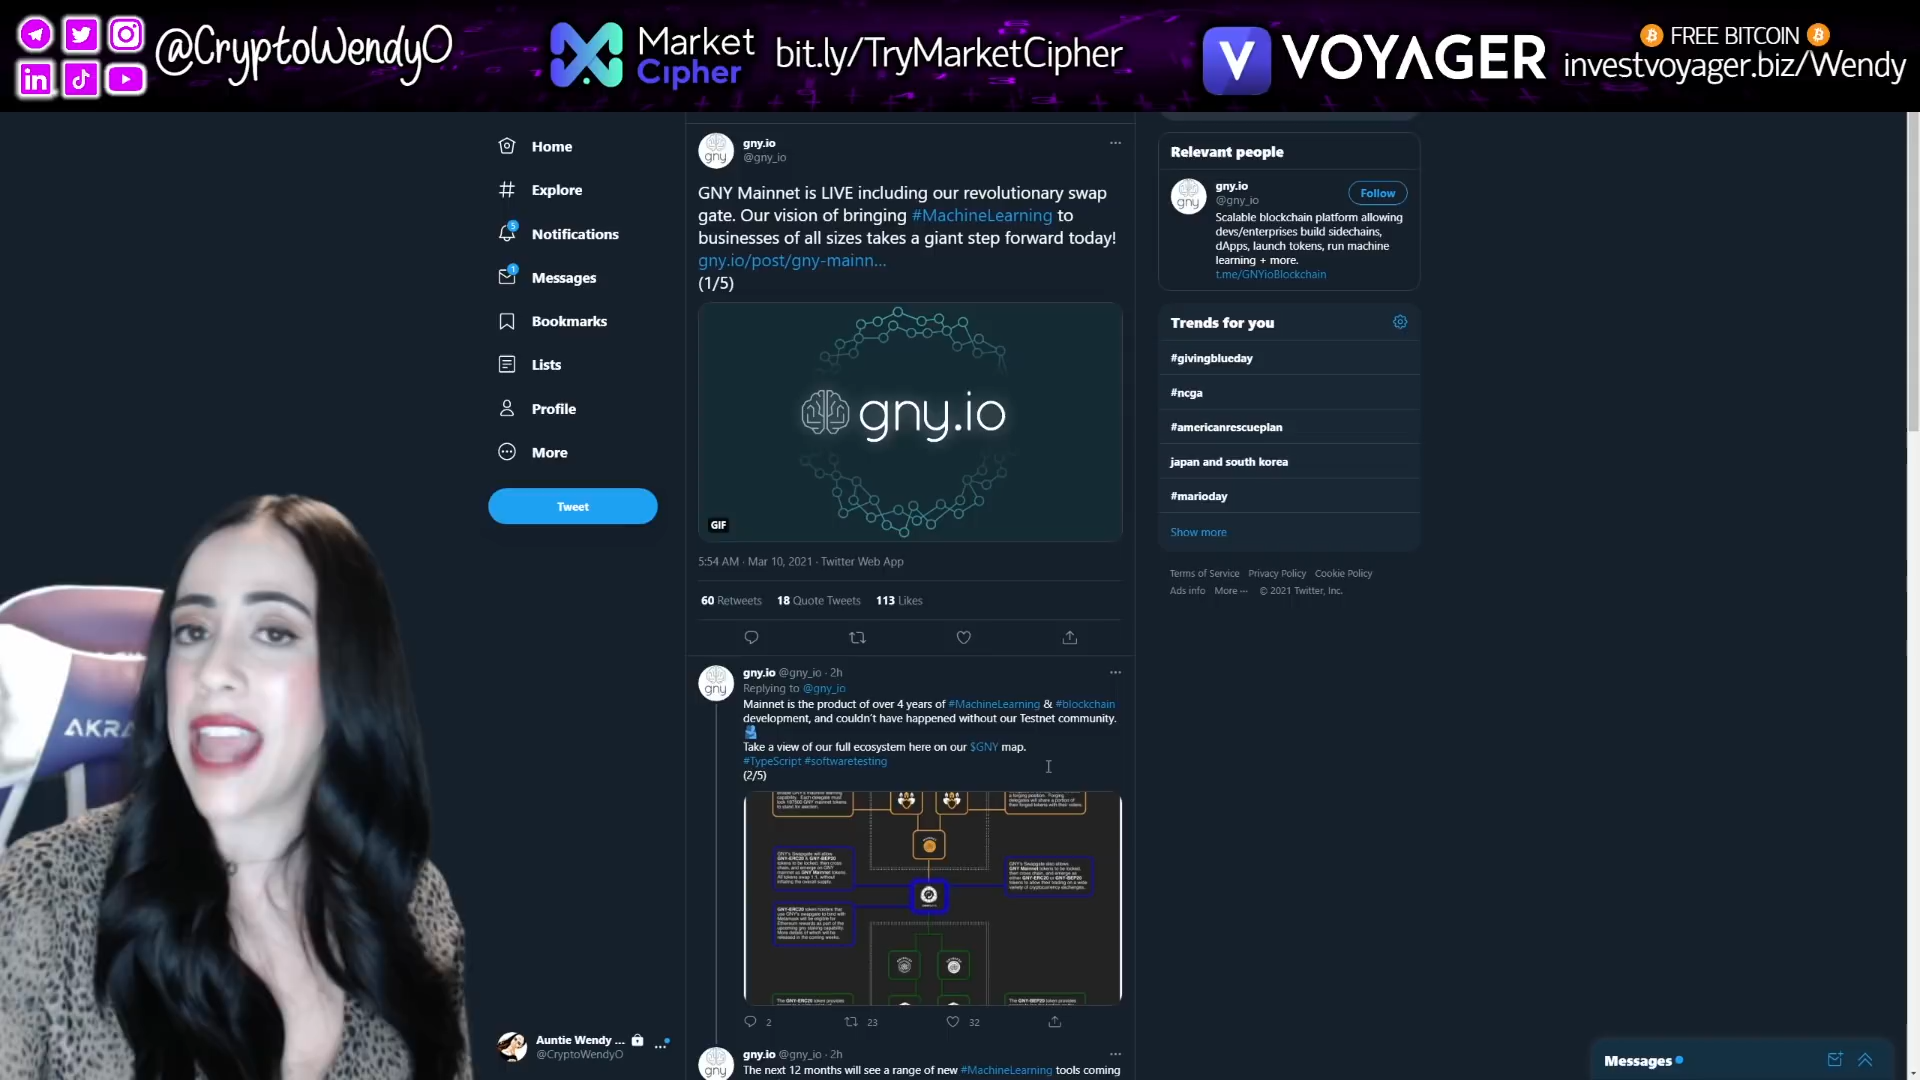 @CryptoWendyO
Market
Cipher
bit.ly/TryMarketCipher
VOYAGER
FREE BITCOIN
investvoyager.biz/Wendy
Home
Explore
5
Notifications
1
Messages
Bookmarks
Lists
Profile
More
Tweet
Auntie Wendy ...
@CryptoWendyO
AKRA
gny.io
@gny_io
GNY Mainnet is LIVE including our revolutionary swap
gate. Our vision of bringing #MachineLearning to
businesses of all sizes takes a giant step forward today!
gny.io/post/gny-mainn...
(1/5)
gny.io
GIF
5:54 AM · Mar 10, 2021 · Twitter Web App
60 Retweets 18 Quote Tweets 113 Likes
gny
gny.io @gny_io · 2h
Replying to @gny_io
Mainnet is the product of over 4 years of #MachineLearning & #blockchain
development, and couldn't have happened without our Testnet community.
Take a view of our full ecosystem here on our $GNY map.
#TypeScript #softwaretesting
(2/5)
2 23 32
gny
gny.io @gny_io · 2h
The next 12 months will see a range of new #MachineLearning tools coming
Relevant people
gny
gny.io
@gny_io
Follow
Scalable blockchain platform allowing
devs/enterprises build sidechains,
dApps, launch tokens, run machine
learning + more.
t.me/GNYioBlockchain
Trends for you
#givingblueday
#ncga
#americanrescueplan
japan and south korea
#marioday
Show more
Terms of Service Privacy Policy Cookie Policy
Ads info More ··· © 2021 Twitter, Inc.
Messages